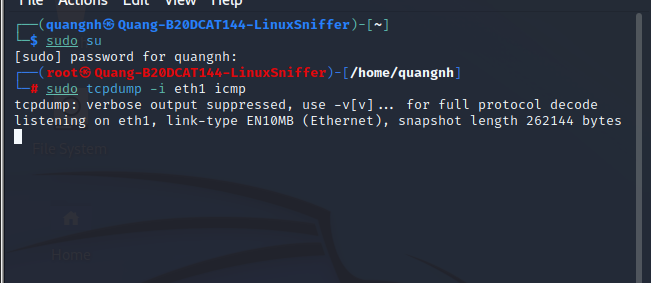 File Actions Edit View Help
┌──(quangnh㉿Quang-B20DCAT144-LinuxSniffer)-[~]
└─$ sudo su
[sudo] password for quangnh:
┌──(root㉿Quang-B20DCAT144-LinuxSniffer)-[/home/quangnh]
└─# sudo tcpdump -i eth1 icmp
tcpdump: verbose output suppressed, use -v[v]... for full protocol decode
listening on eth1, link-type EN10MB (Ethernet), snapshot length 262144 bytes
File System
Home